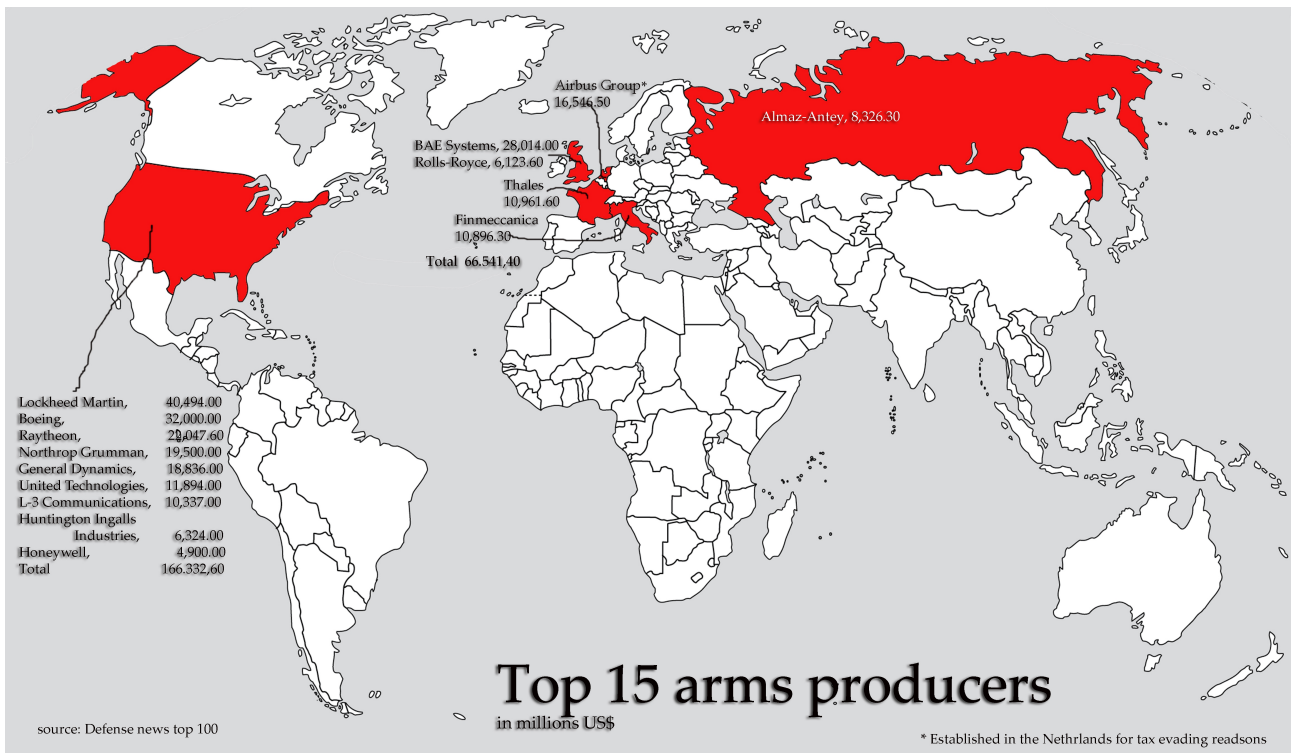 Airbus Group*
16,546.50
Almaz-Antey, 8,326.30
BAE Systems, 28,014.00
Rolls-Royce, 6,123.60
Thales
10,961.60
Finmeccanica
10,896.30
Total 66.541,40
Lockheed Martin, 40,494.00
Boeing, 32,000.00
Raytheon, 22,047.60
Northrop Grumman, 19,500.00
General Dynamics, 18,836.00
United Technologies, 11,894.00
L-3 Communications, 10,337.00
Huntington Ingalls
Industries, 6,324.00
Honeywell, 4,900.00
Total 166.332,60
Top 15 arms producers
in millions US$
source: Defense news top 100
* Established in the Nethrlands for tax evading readsons